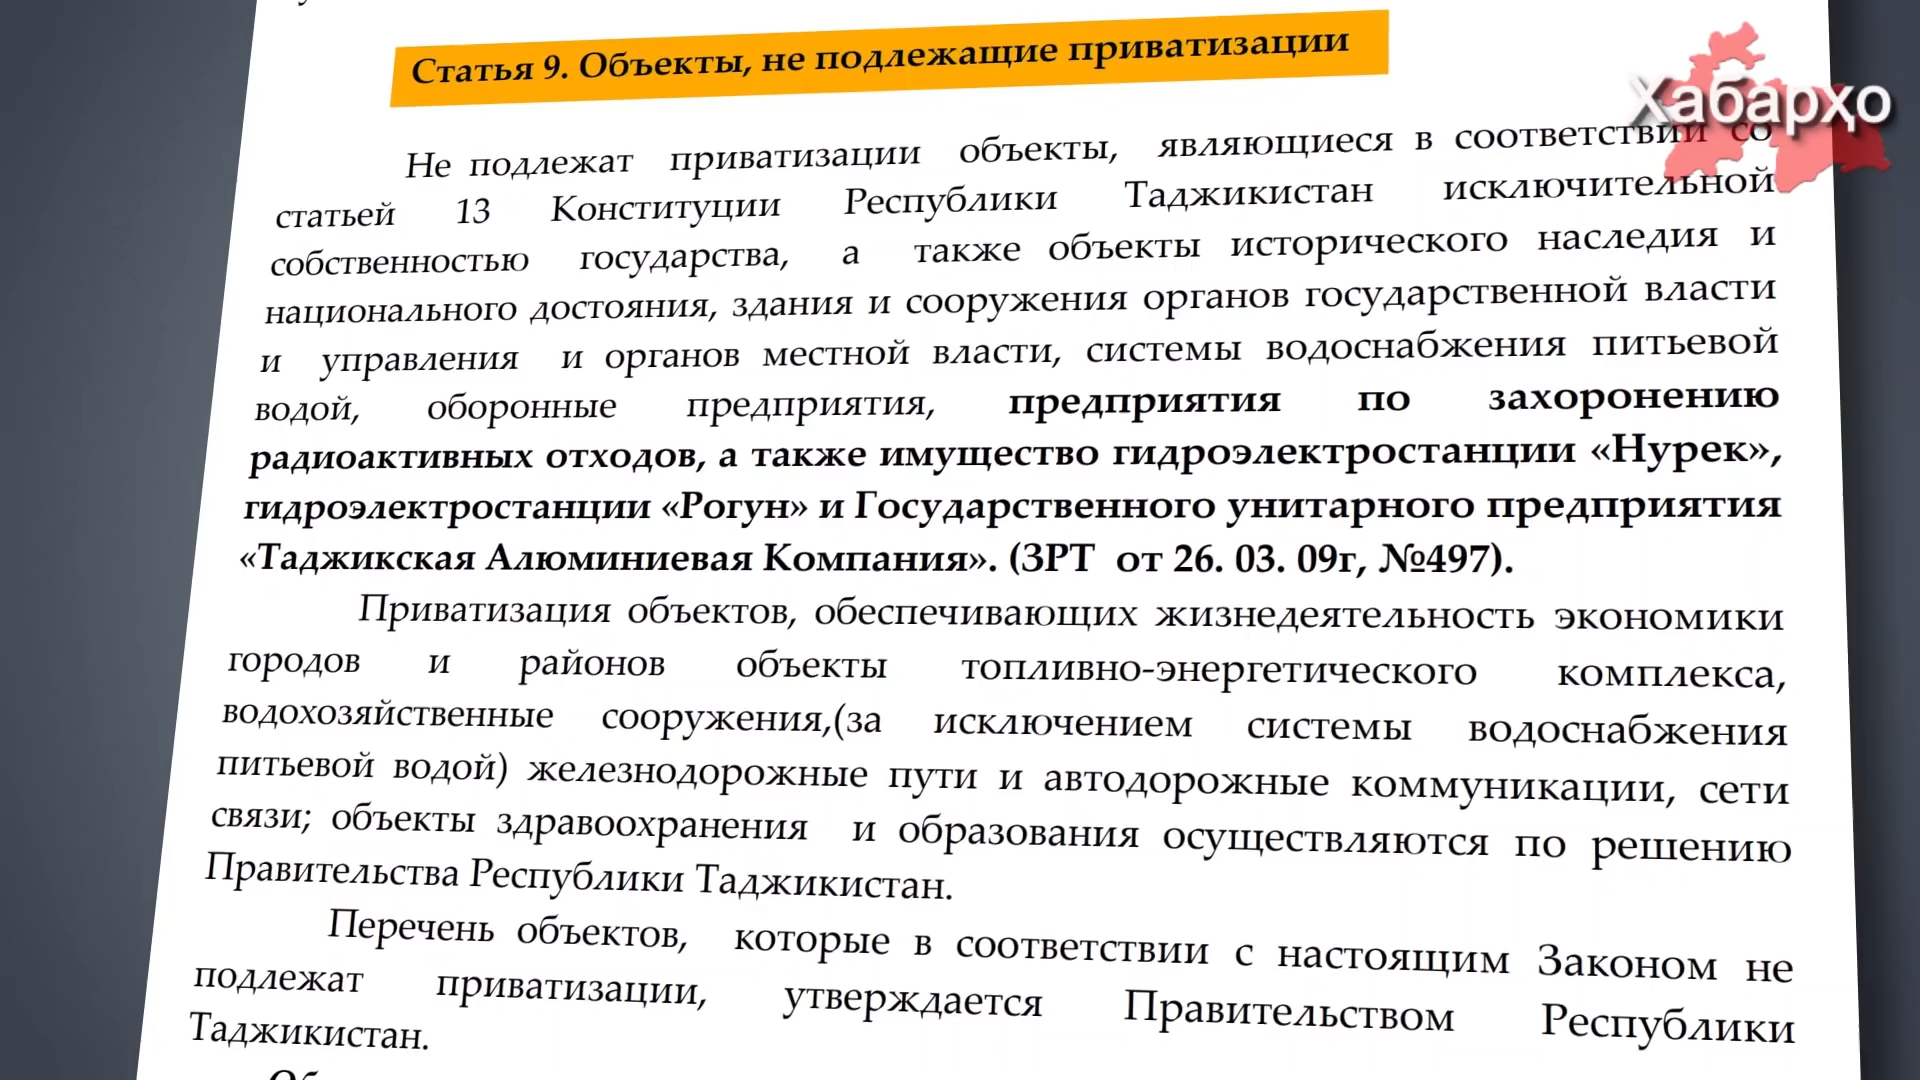 Статья 9. Объекты, не подлежащие приватизации
Хабарҳо
Не подлежат приватизации объекты, являющиеся в соответствии со
статьей 13 Конституции Республики Таджикистан исключительной
собственностью государства, а также объекты исторического наследия и
национального достояния, здания и сооружения органов государственной власти
и управления и органов местной власти, системы водоснабжения питьевой
водой, оборонные предприятия, предприятия по захоронению
радиоактивных отходов, а также имущество гидроэлектростанции «Нурек»,
гидроэлектростанции «Рогун» и Государственного унитарного предприятия
«Таджикская Алюминиевая Компания». (ЗРТ от 26. 03. 09г, №497).
Приватизация объектов, обеспечивающих жизнедеятельность экономики
городов и районов объекты топливно-энергетического комплекса,
водохозяйственные сооружения,(за исключением системы водоснабжения
питьевой водой) железнодорожные пути и автодорожные коммуникации, сети
связи; объекты здравоохранения и образования осуществляются по решению
Правительства Республики Таджикистан.
Перечень объектов, которые в соответствии с настоящим Законом не
подлежат приватизации, утверждается Правительством Республики
Таджикистан.